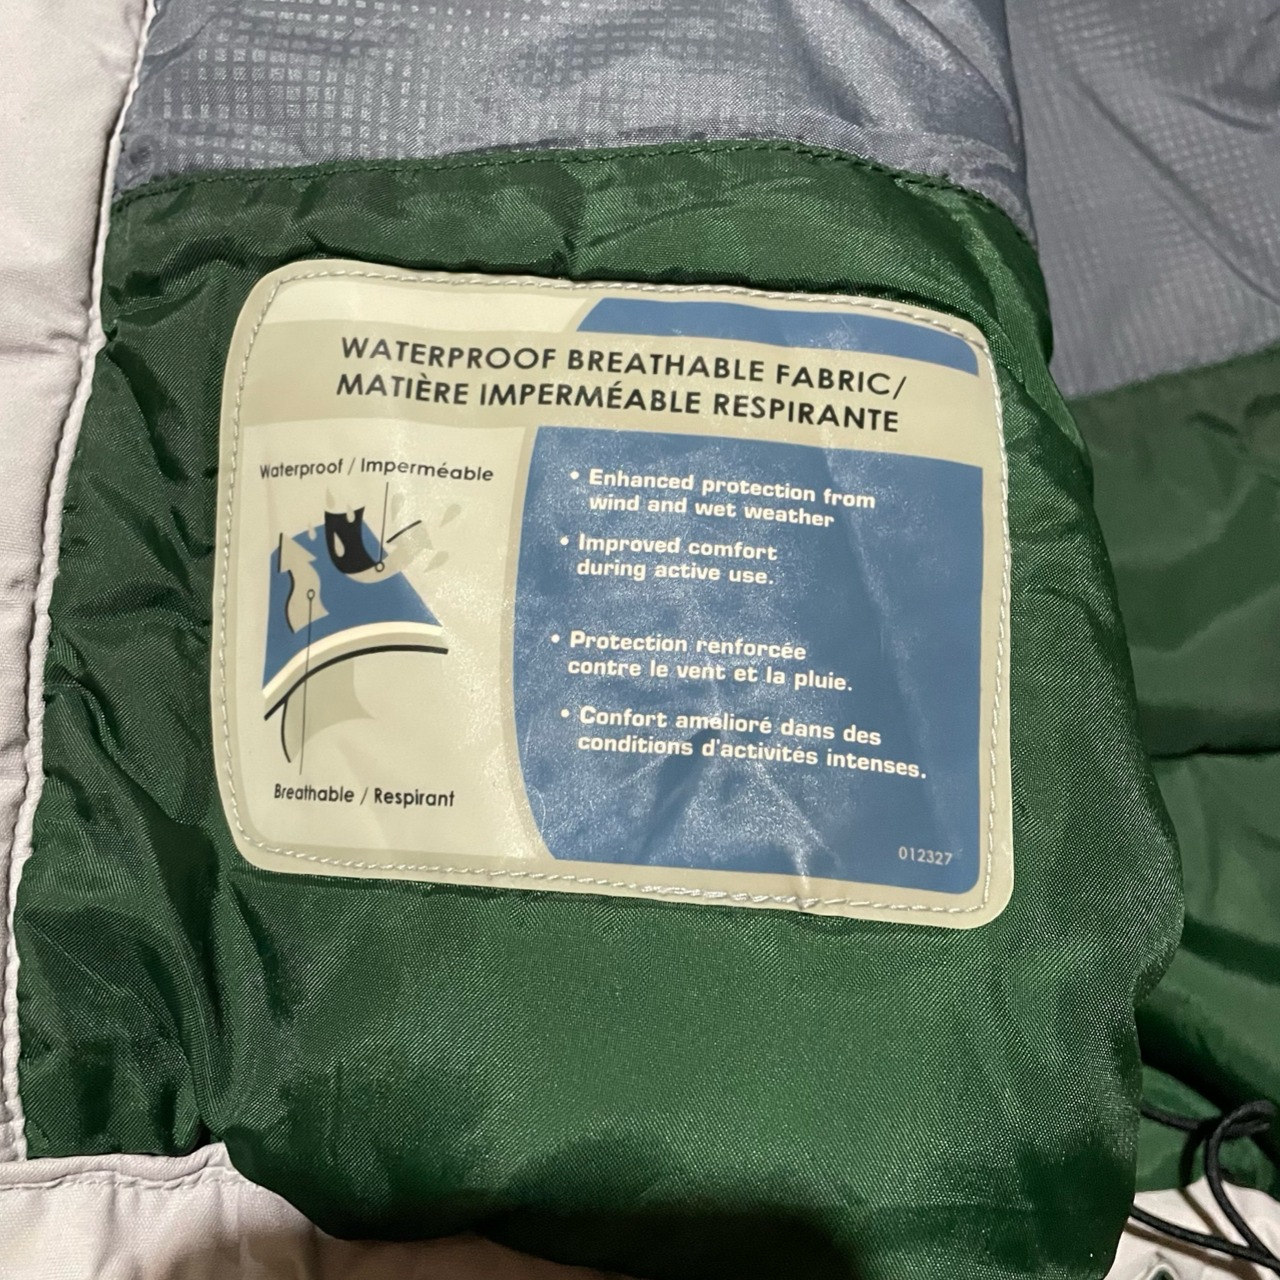 WATERPROOF BREATHABLE FABRIC/
MATIÈRE IMPERMÉABLE RESPIRANTE
Waterproof / Imperméable
Breathable / Respirant
• Enhanced protection from
wind and wet weather
• Improved comfort
during active use.
• Protection renforcée
contre le vent et la pluie.
• Confort amélioré dans des
conditions d'activités intenses.
012327